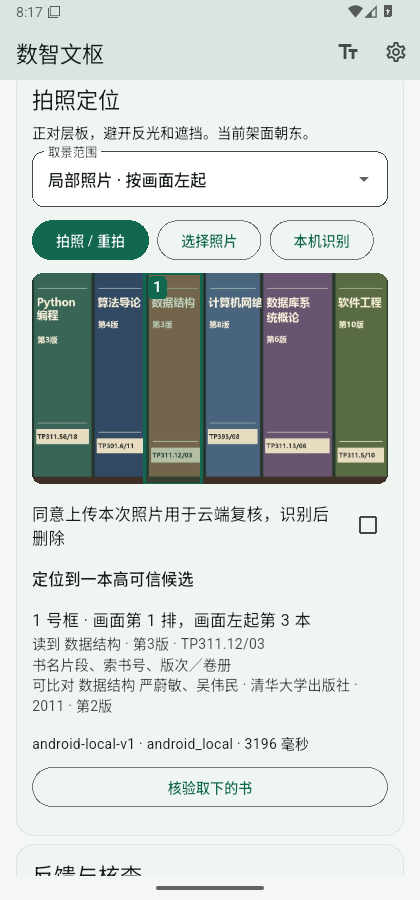 8:17
数智文枢
拍照定位
正对层板，避开反光和遮挡。当前架面朝东。
取景范围
局部照片 · 按画面左起
拍照 / 重拍
选择照片
本机识别
Python
编程
第3版
TP311.56/18
算法导论
第4版
TP301.6/11
1
数据结构
第3版
TP311.12/03
计算机网络
第8版
TP393/08
数据库系
统概论
第6版
TP311.13/06
软件工程
第10版
TP311.5/10
同意上传本次照片用于云端复核，识别后
删除
定位到一本高可信候选
1 号框 · 画面第 1 排，画面左起第 3 本
读到 数据结构 · 第3版 · TP311.12/03
书名片段、索书号、版次／卷册
可比对 数据结构 严蔚敏、吴伟民 · 清华大学出版社 ·
2011 · 第2版
android-local-v1 · android_local · 3196 毫秒
核验取下的书
反馈与核查